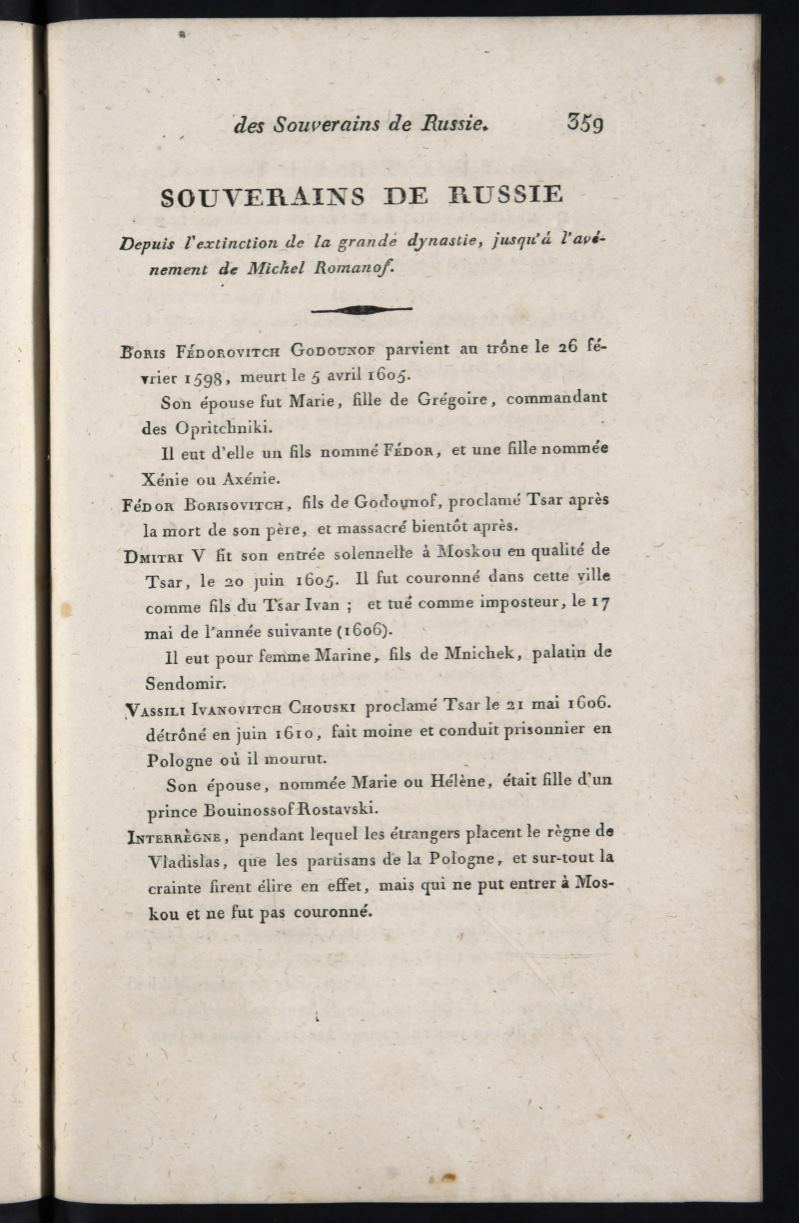 des Souverains de Russie. 359
SOUVERAINS DE RUSSIE
Depuis l'extinction de la grande dynastie, jusqu'à l'avé-
nement de Michel Romanof.
BORIS FÉDOROVITCH GODOUNOF parvient au trône le 26 fé-
vrier 1598, meurt le 5 avril 1605.
Son épouse fut Marie, fille de Grégoire, commandant
des Opritchniki.
Il eut d'elle un fils nommé FÉDOR, et une fille nommée
Xénie ou Axénie.
FÉDOR BORISOVITCH, fils de Godounof, proclamé Tsar après
la mort de son père, et massacré bientôt après.
DMITRI V fit son entrée solennelle à Moskou en qualité de
Tsar, le 20 juin 1605. Il fut couronné dans cette ville
comme fils du Tsar Ivan ; et tué comme imposteur, le 17
mai de l'année suivante (1606).
Il eut pour femme Marine, fils de Mnichek, palatin de
Sendomir.
VASSILI IVANOVITCH CHOUSKI proclamé Tsar le 21 mai 1606.
détrôné en juin 1610, fait moine et conduit prisonnier en
Pologne où il mourut.
Son épouse, nommée Marie ou Hélène, était fille d'un
prince Bouinossof-Rostavski.
INTERRÈGNE, pendant lequel les étrangers placent le règne de
Vladislas, que les partisans de la Pologne, et sur-tout la
crainte firent élire en effet, mais qui ne put entrer à Mos-
kou et ne fut pas couronné.